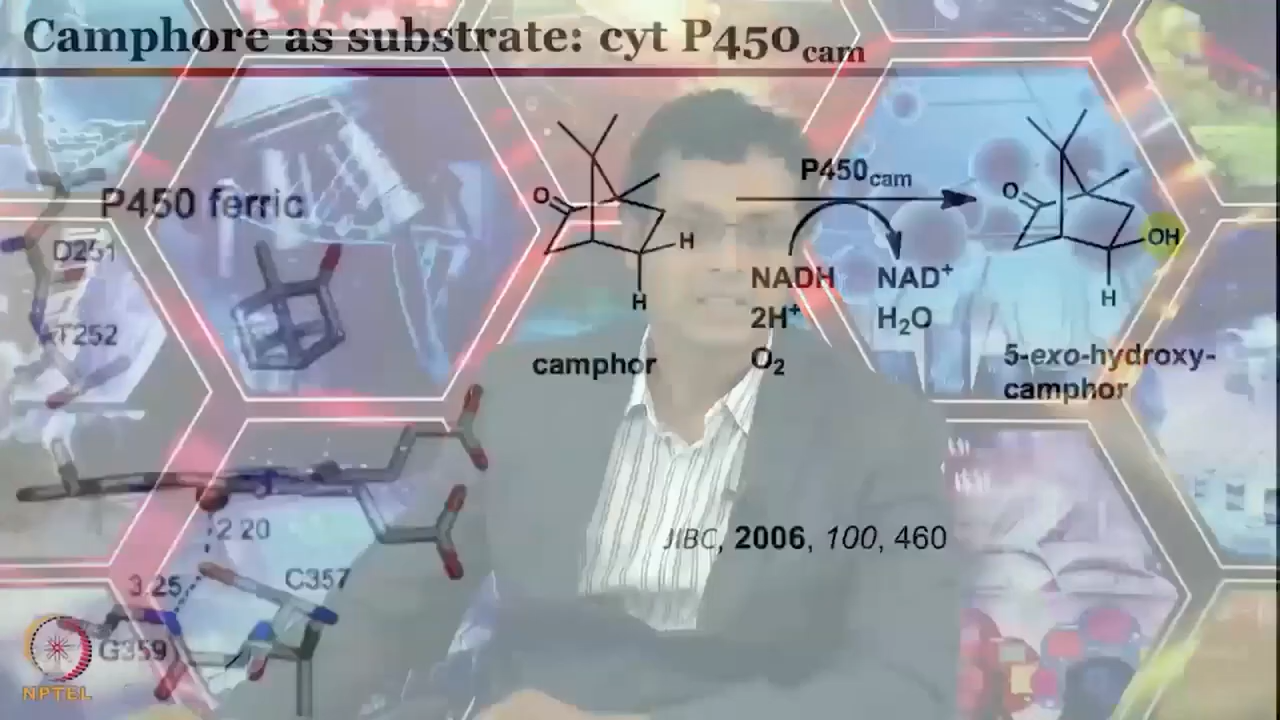 Camphore as substrate: cyt P450cam
P450 ferric
D251
T252
2 20
3.25
C357
G359
O
H
H
camphor
P450cam
NADH
2H+
O2
NAD+
H2O
O
OH
H
5-exo-hydroxy-
camphor
JIBC, 2006, 100, 460
NPTEL